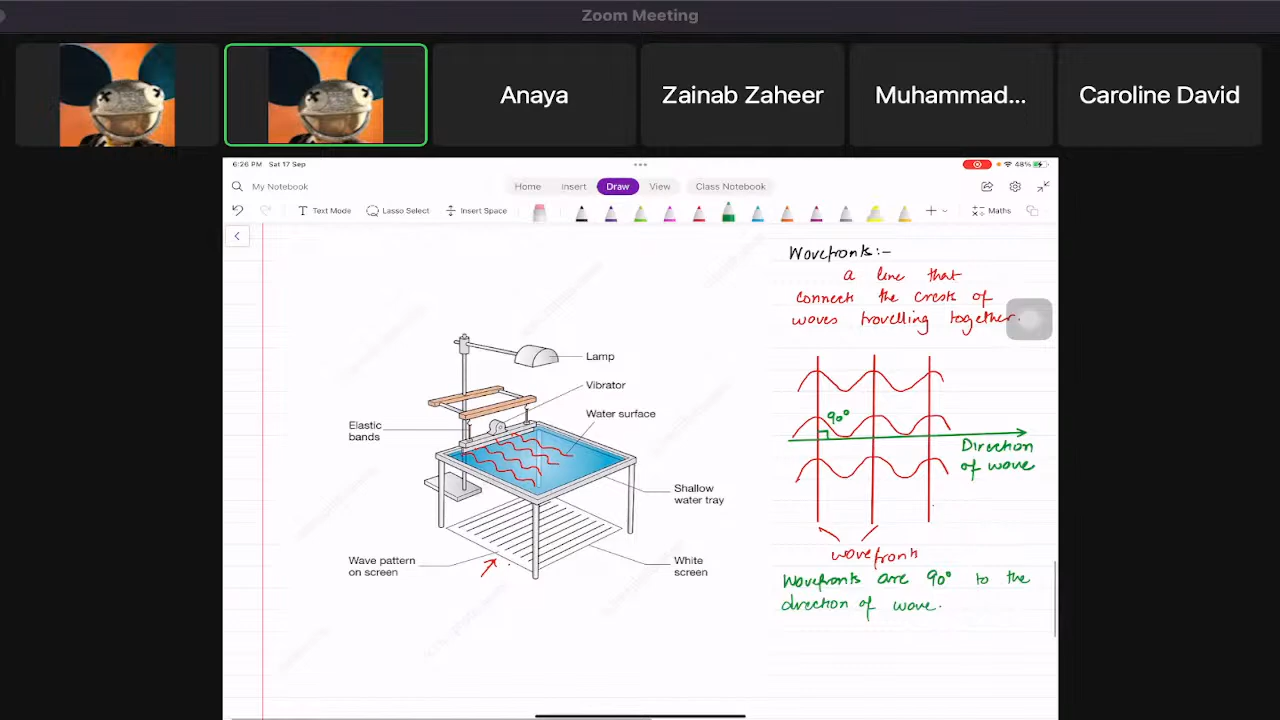 Zoom Meeting
Anaya
Zainab Zaheer
Muhammad...
Caroline David
6:26 PM Sat 17 Sep
48%
My Notebook
Home
Insert
Draw
View
Class Notebook
Text Mode
Lasso Select
Insert Space
Maths
Wavefronts:-
a line that
connects the crests of
waves travelling together.
Lamp
Vibrator
Water surface
Elastic
bands
Shallow
water tray
Wave pattern
on screen
White
screen
90°
Direction
of wave
wavefronts
Wavefronts are 90° to the
direction of wave.